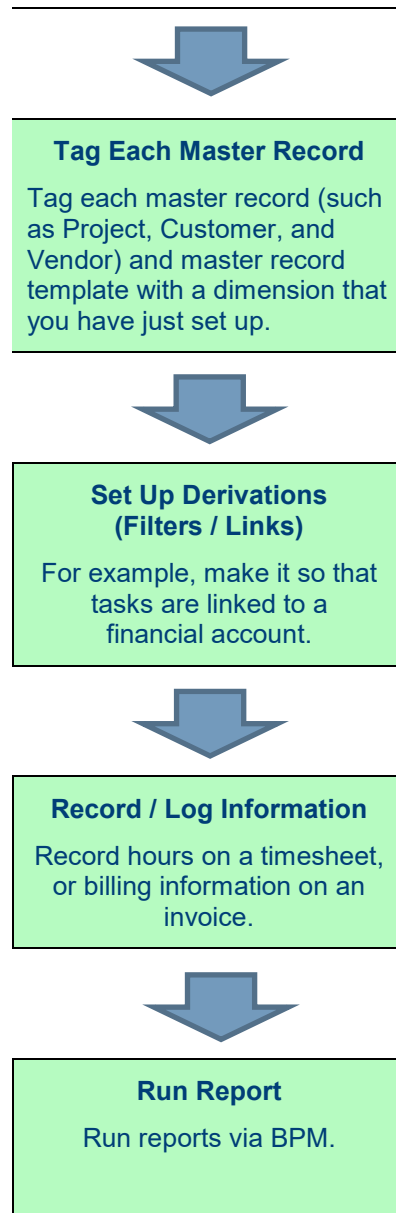 Tag Each Master Record
Tag each master record (such
as Project, Customer, and
Vendor) and master record
template with a dimension that
you have just set up.
Set Up Derivations
(Filters / Links)
For example, make it so that
tasks are linked to a
financial account.
Record / Log Information
Record hours on a timesheet,
or billing information on an
invoice.
Run Report
Run reports via BPM.